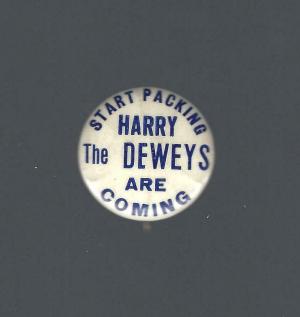 START PACKING
HARRY
The DEWEYS
ARE
COMING